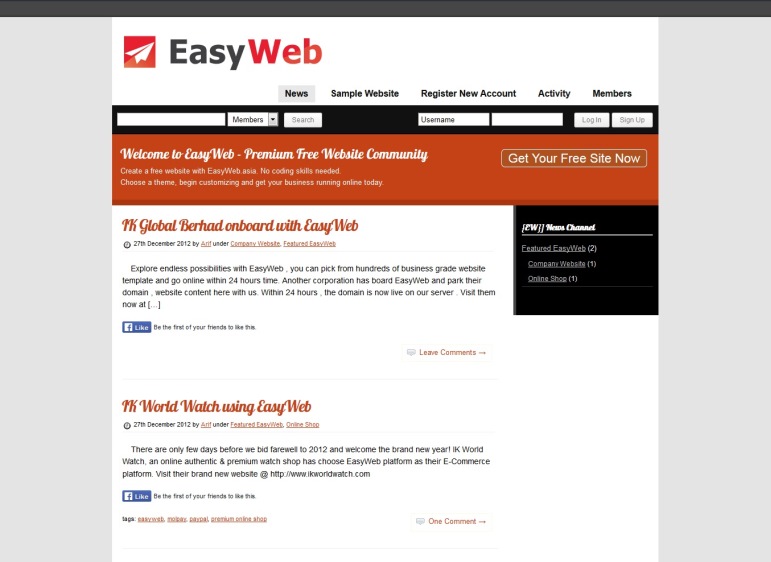 EasyWeb
News Sample Website Register New Account Activity Members
Members Search Username Log In Sign Up
Welcome to EasyWeb - Premium Free Website Community
Create a free website with EasyWeb.asia. No coding skills needed.
Choose a theme, begin customizing and get your business running online today.
Get Your Free Site Now
IK Global Berhad onboard with EasyWeb
27th December 2012 by Arif under Company Website, Featured EasyWeb
Explore endless possibilities with EasyWeb , you can pick from hundreds of business grade website
template and go online within 24 hours time. Another corporation has board EasyWeb and park their
domain , website content here with us. Within 24 hours , the domain is now live on our server . Visit them
now at [...]
Like Be the first of your friends to like this.
Leave Comments →
IK World Watch using EasyWeb
27th December 2012 by Arif under Featured EasyWeb, Online Shop
There are only few days before we bid farewell to 2012 and welcome the brand new year! IK World
Watch, an online authentic & premium watch shop has choose EasyWeb platform as their E-Commerce
platform. Visit their brand new website @ http://www.ikworldwatch.com
Like Be the first of your friends to like this.
tags: easyweb, molpay, paypal, premium online shop
One Comment →
[EW]] News Channel
Featured EasyWeb (2)
Company Website (1)
Online Shop (1)